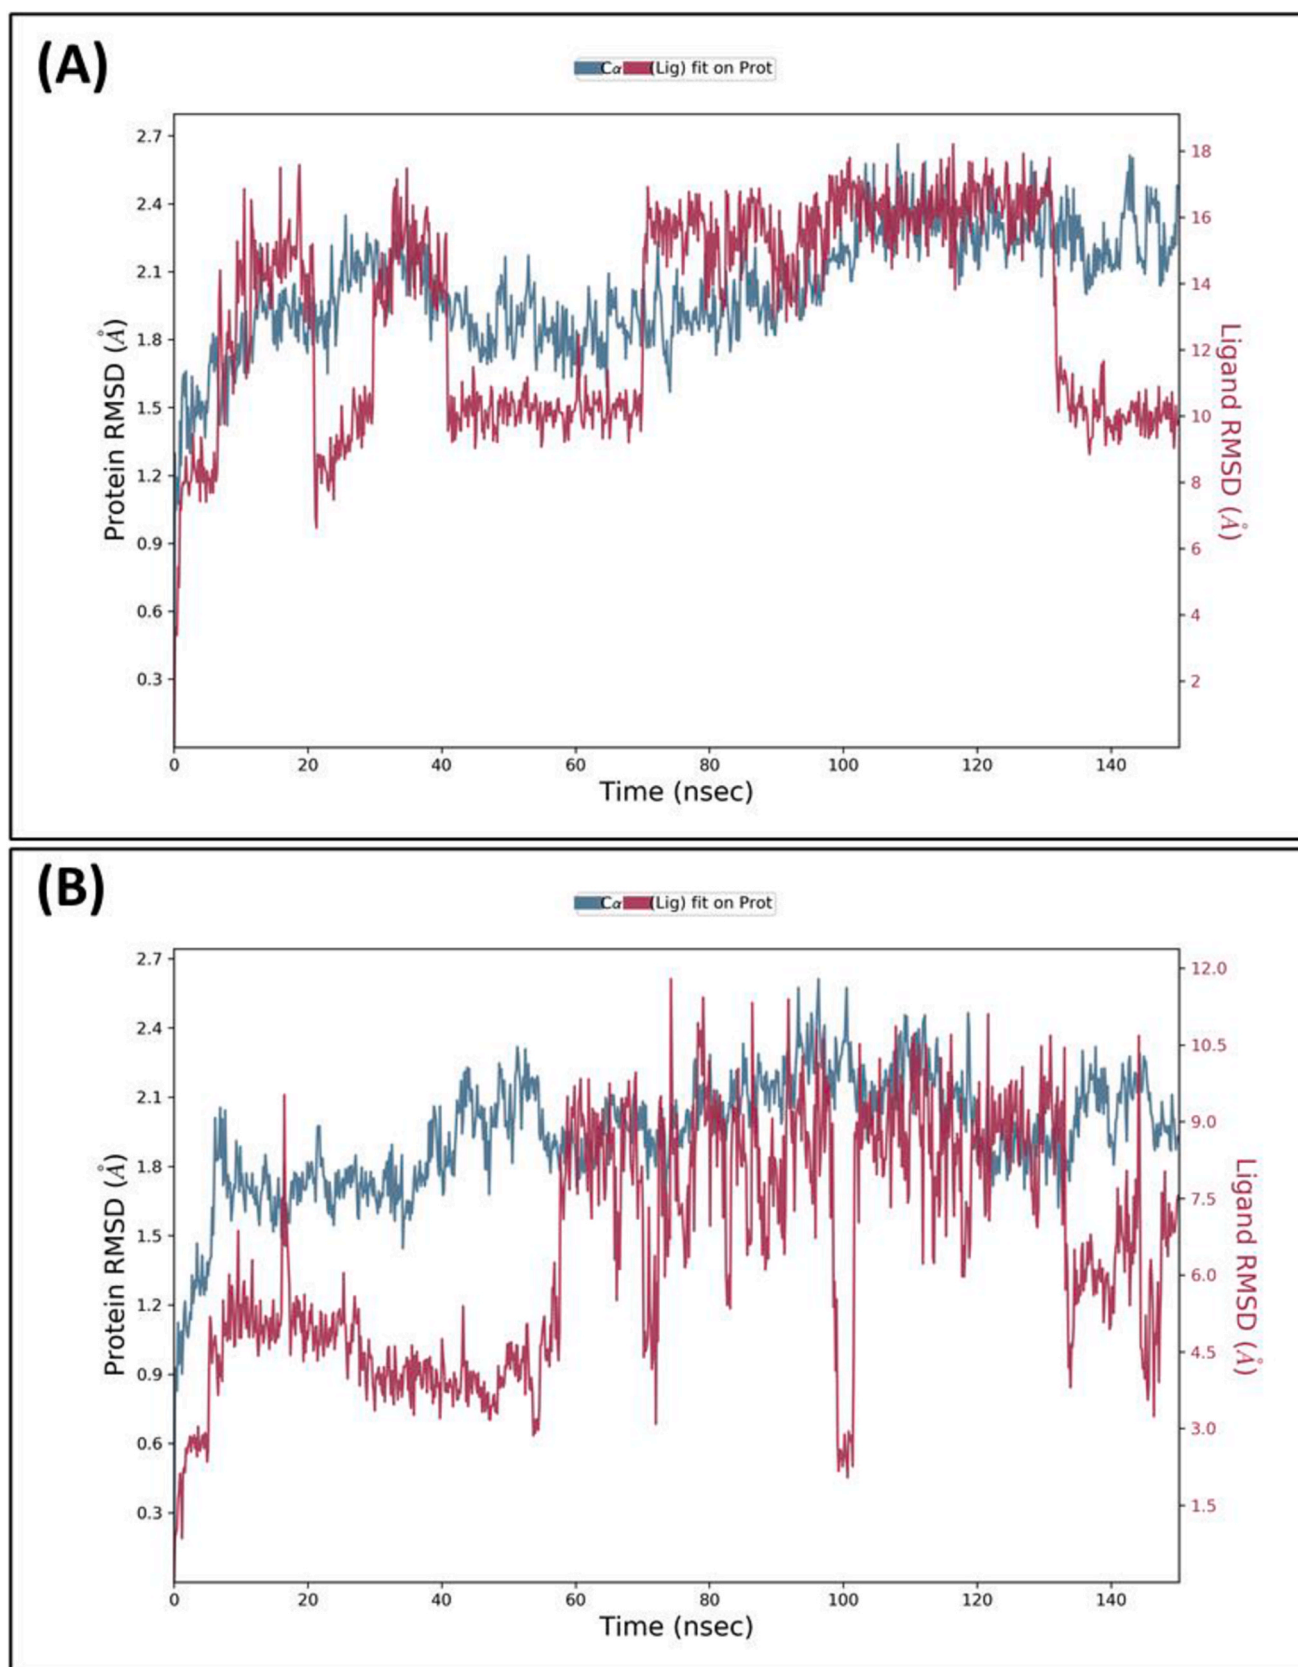 (A)
Cα (Lig) fit on Prot
2.7
2.4
2.1
1.8
1.5
1.2
0.9
0.6
0.3
Protein RMSD (Å)
18
16
14
12
10
8
6
4
2
Ligand RMSD (Å)
0 20 40 60 80 100 120 140
Time (nsec)
(B)
Cα (Lig) fit on Prot
2.7
2.4
2.1
1.8
1.5
1.2
0.9
0.6
0.3
Protein RMSD (Å)
12.0
10.5
9.0
7.5
6.0
4.5
3.0
1.5
Ligand RMSD (Å)
0 20 40 60 80 100 120 140
Time (nsec)